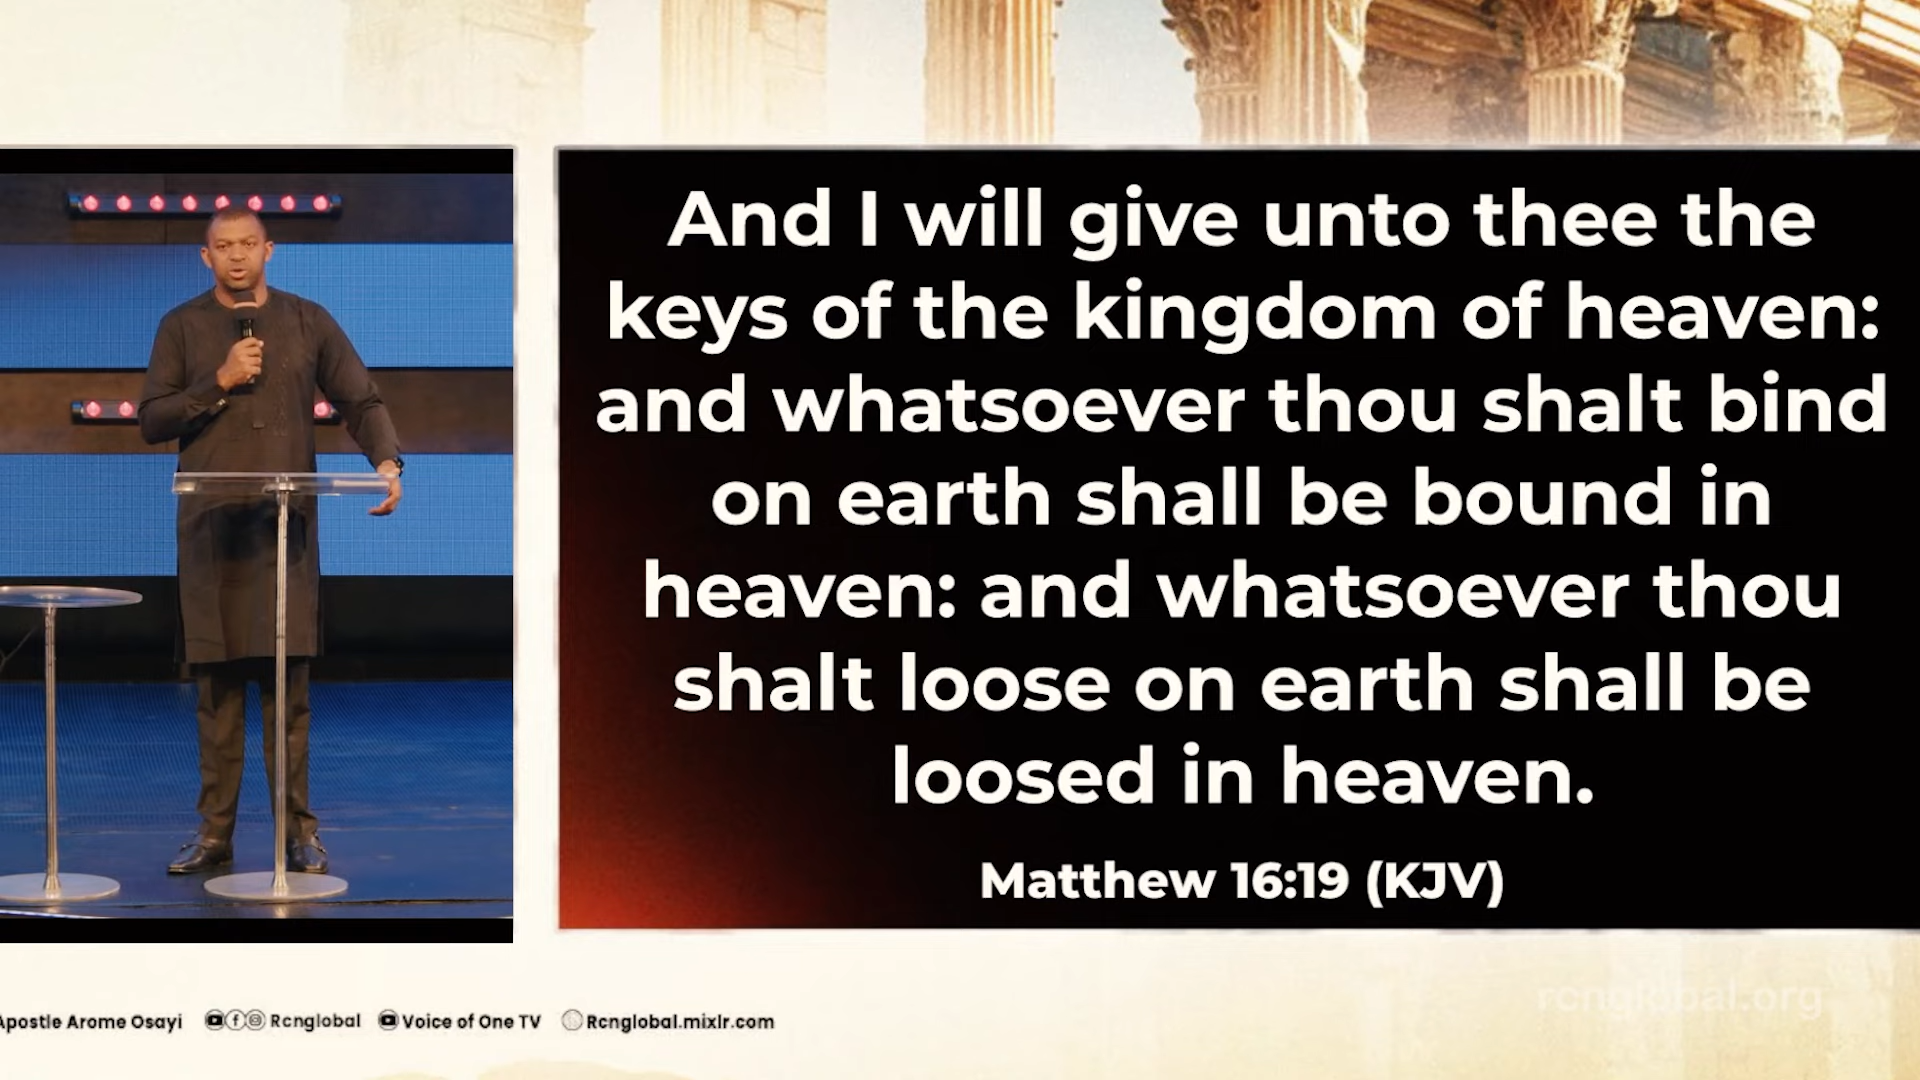 And I will give unto thee the
keys of the kingdom of heaven:
and whatsoever thou shalt bind
on earth shall be bound in
heaven: and whatsoever thou
shalt loose on earth shall be
loosed in heaven.
Matthew 16:19 (KJV)
rcnglobal.org
Apostle Arome Osayi Rcnglobal Voice of One TV Rcnglobal.mixlr.com